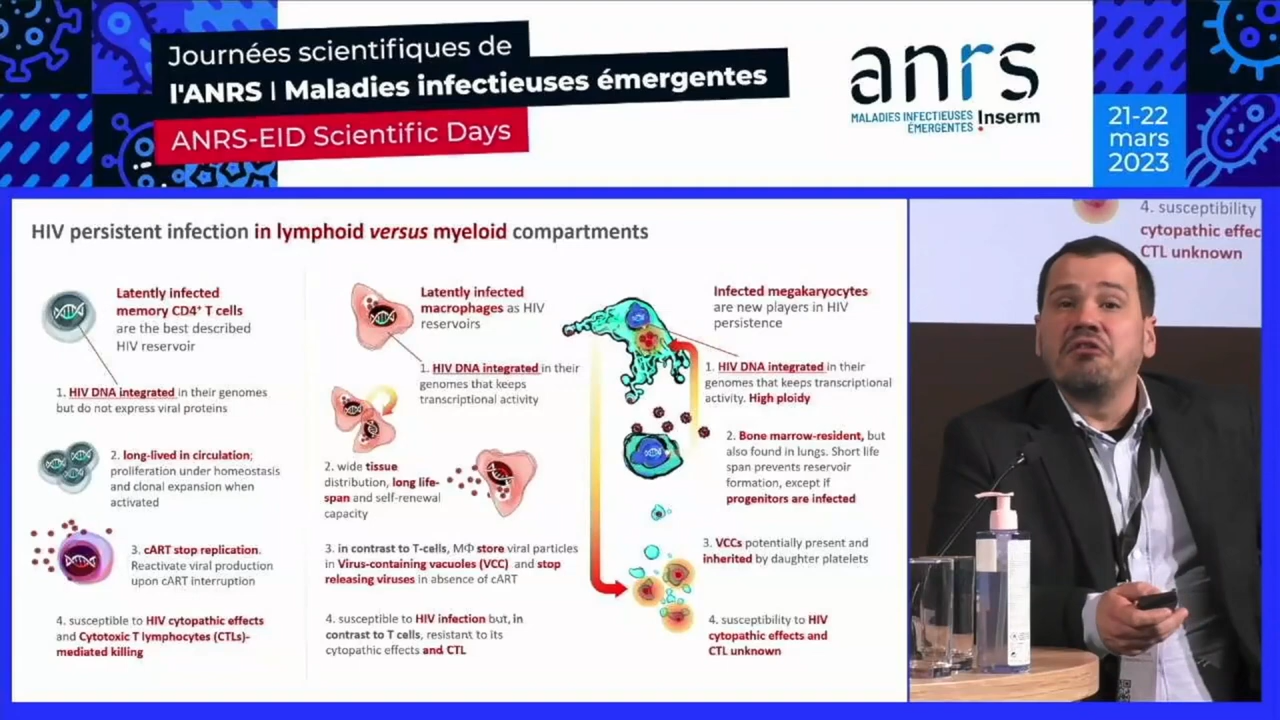 Journées scientifiques de
l'ANRS | Maladies infectieuses émergentes
ANRS-EID Scientific Days
anrs
MALADIES INFECTIEUSES
ÉMERGENTES
Inserm
21-22
mars
2023
HIV persistent infection in lymphoid versus myeloid compartments
Latently infected
memory CD4⁺ T cells
are the best described
HIV reservoir
1. HIV DNA integrated in their genomes
but do not express viral proteins
2. long-lived in circulation;
proliferation under homeostasis
and clonal expansion when
activated
3. cART stop replication.
Reactivate viral production
upon cART interruption
4. susceptible to HIV cytopathic effects
and Cytotoxic T lymphocytes (CTLs)-
mediated killing
Latently infected
macrophages as HIV
reservoirs
1. HIV DNA integrated in their
genomes that keeps
transcriptional activity
2. wide tissue
distribution, long life-
span and self-renewal
capacity
3. in contrast to T-cells, MΦ store viral particles
in Virus-containing vacuoles (VCC) and stop
releasing viruses in absence of cART
4. susceptible to HIV infection but, in
contrast to T cells, resistant to its
cytopathic effects and CTL
Infected megakaryocytes
are new players in HIV
persistence
1. HIV DNA integrated in their
genomes that keeps transcriptional
activity. High ploidy
2. Bone marrow-resident, but
also found in lungs. Short life
span prevents reservoir
formation, except if
progenitors are infected
3. VCCs potentially present and
inherited by daughter platelets
4. susceptibility to HIV
cytopathic effects and
CTL unknown
4. susceptibility
cytopathic effec
CTL unknown